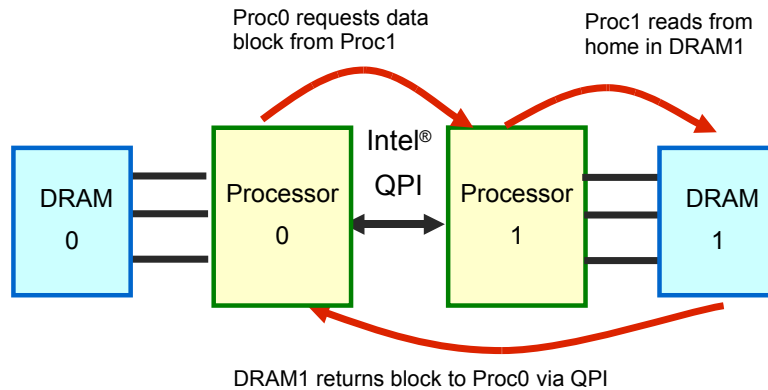 Proc0 requests data
block from Proc1
Proc1 reads from
home in DRAM1
Intel®
QPI
DRAM
0
Processor
0
Processor
1
DRAM
1
DRAM1 returns block to Proc0 via QPI